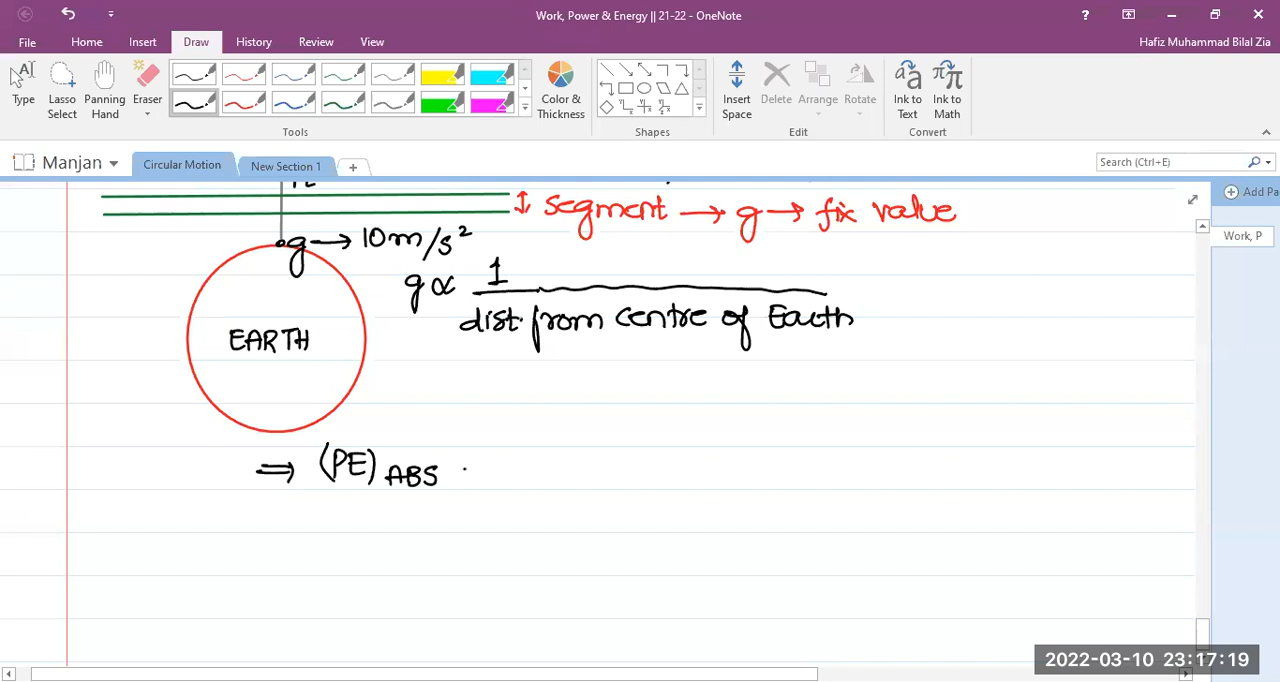 Work, Power & Energy || 21-22 - OneNote
File Home Insert Draw History Review View
Hafiz Muhammad Bilal Zia
Type
Lasso Select
Panning Hand
Eraser
Color & Thickness
Insert Space
Delete
Arrange
Rotate
Ink to Text
Ink to Math
Tools
Shapes
Edit
Convert
Manjan
Circular Motion
New Section 1
Search (Ctrl+E)
Add Pa
Work, P
segment → g → fix value
g → 10m/s²
g ∝ 1
dist. from centre of Earth
EARTH
⇒ (PE) ABS
2022-03-10 23:17:19